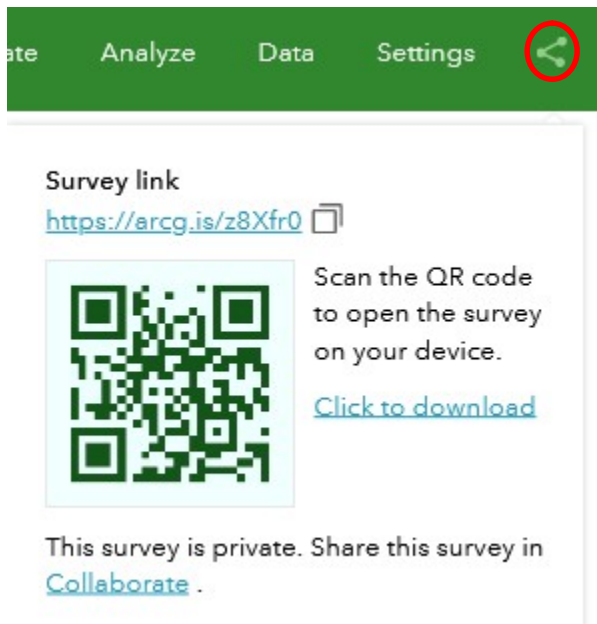 ate Analyze Data Settings
Survey link
https://arcg.is/z8Xfr0
Scan the QR code
to open the survey
on your device.
Click to download
This survey is private. Share this survey in
Collaborate .